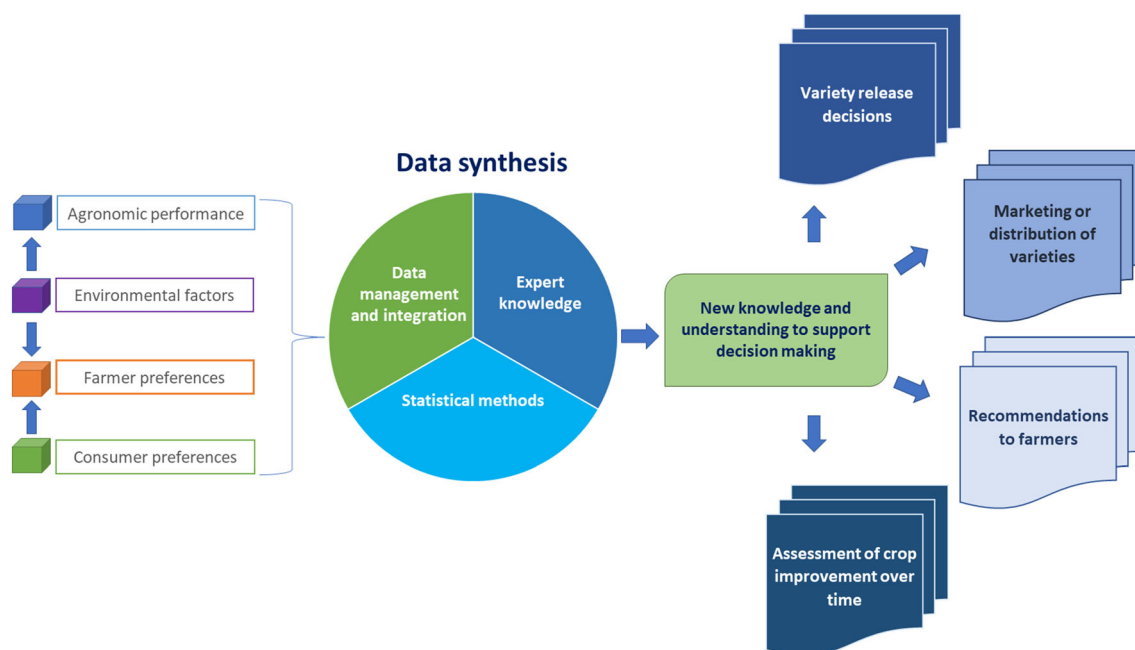 Agronomic performance
Environmental factors
Farmer preferences
Consumer preferences
Data synthesis
Data
management
and integration
Expert
knowledge
Statistical methods
New knowledge and
understanding to support
decision making
Variety release
decisions
Marketing or
distribution of
varieties
Recommendations
to farmers
Assessment of crop
improvement over
time